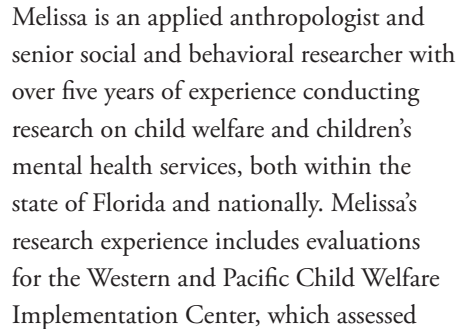 Melissa is an applied anthropologist and
senior social and behavioral researcher with
over five years of experience conducting
research on child welfare and children’s
mental health services, both within the
state of Florida and nationally. Melissa’s
research experience includes evaluations
for the Western and Pacific Child Welfare
Implementation Center, which assessed